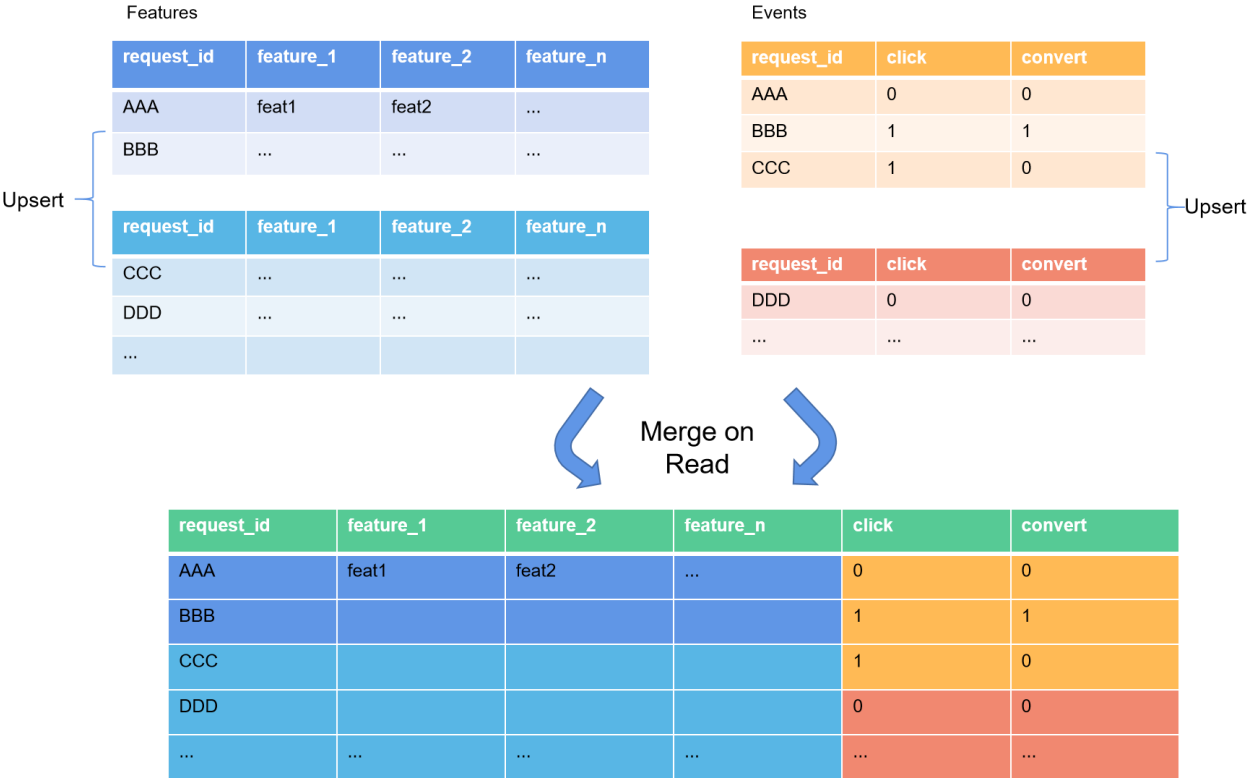 Features
Events
request_id feature_1 feature_2 feature_n
AAA feat1 feat2 ...
BBB ... ... ...
Upsert
request_id feature_1 feature_2 feature_n
CCC ... ... ...
DDD ... ... ...
...
request_id click convert
AAA 0 0
BBB 1 1
CCC 1 0
Upsert
request_id click convert
DDD 0 0
... ... ...
Merge on
Read
request_id feature_1 feature_2 feature_n click convert
AAA feat1 feat2 ... 0 0
BBB 1 1
CCC 1 0
DDD 0 0
... ... ... ... ... ...